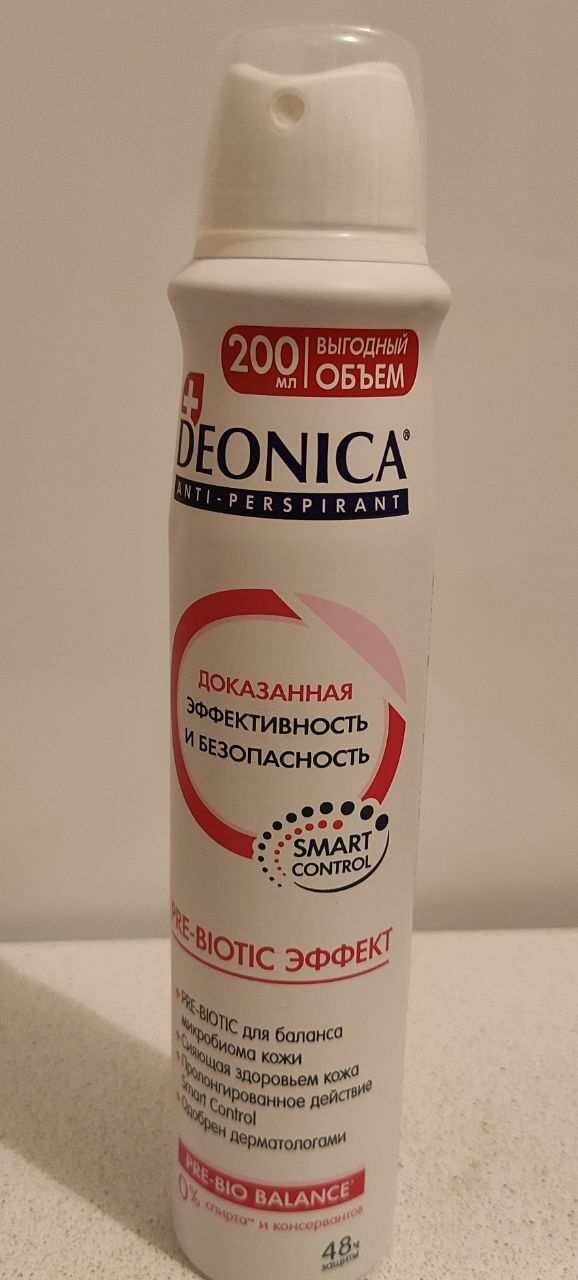 200 мл
ВЫГОДНЫЙ
ОБЪЕМ
DEONICA®
ANTI-PERSPIRANT
ДОКАЗАННАЯ
ЭФФЕКТИВНОСТЬ
И БЕЗОПАСНОСТЬ
SMART
CONTROL
PRE-BIOTIC ЭФФЕКТ
+PRE-BIOTIC для баланса
микробиома кожи
+Сияющая здоровьем кожа
+Пролонгированное действие
Smart Control
+Одобрен дерматологами
PRE-BIO BALANCE*
0% спирта** и консервантов
48ч
защиты